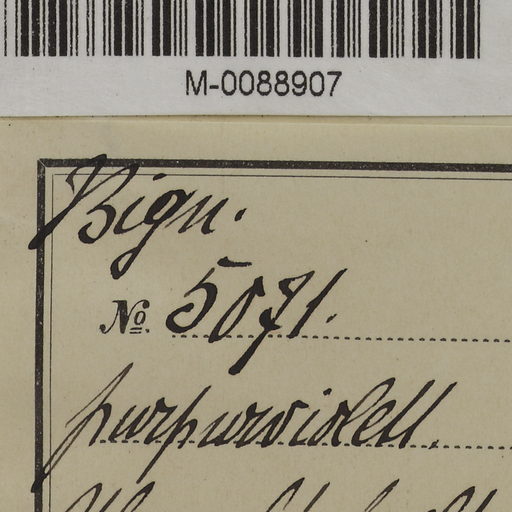 M-0088907
Bign.
№. 5071.
purpurviolett.